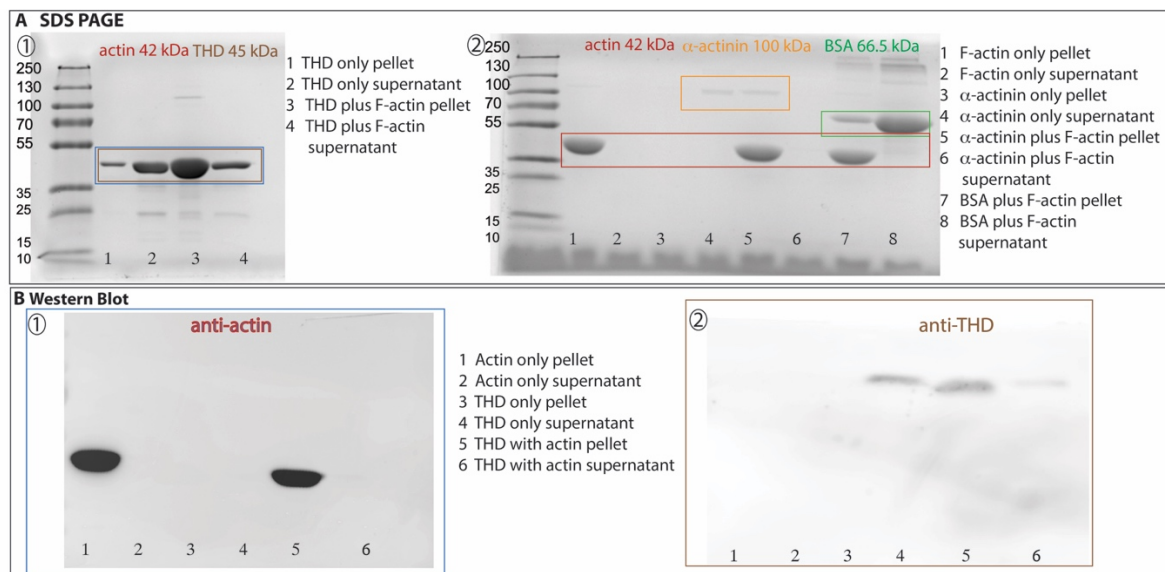 A SDS PAGE
①
actin 42 kDa THD 45 kDa
250
130
100
70
55
35
25
15
10
1 2 3 4
1 THD only pellet
2 THD only supernatant
3 THD plus F-actin pellet
4 THD plus F-actin
supernatant
②
actin 42 kDa α-actinin 100 kDa BSA 66.5 kDa
250
130
100
70
55
35
25
15
10
1 2 3 4 5 6 7 8
1 F-actin only pellet
2 F-actin only supernatant
3 α-actinin only pellet
4 α-actinin only supernatant
5 α-actinin plus F-actin pellet
6 α-actinin plus F-actin
supernatant
7 BSA plus F-actin pellet
8 BSA plus F-actin
supernatant
B Western Blot
①
anti-actin
1 2 3 4 5 6
1 Actin only pellet
2 Actin only supernatant
3 THD only pellet
4 THD only supernatant
5 THD with actin pellet
6 THD with actin supernatant
②
anti-THD
1 2 3 4 5 6